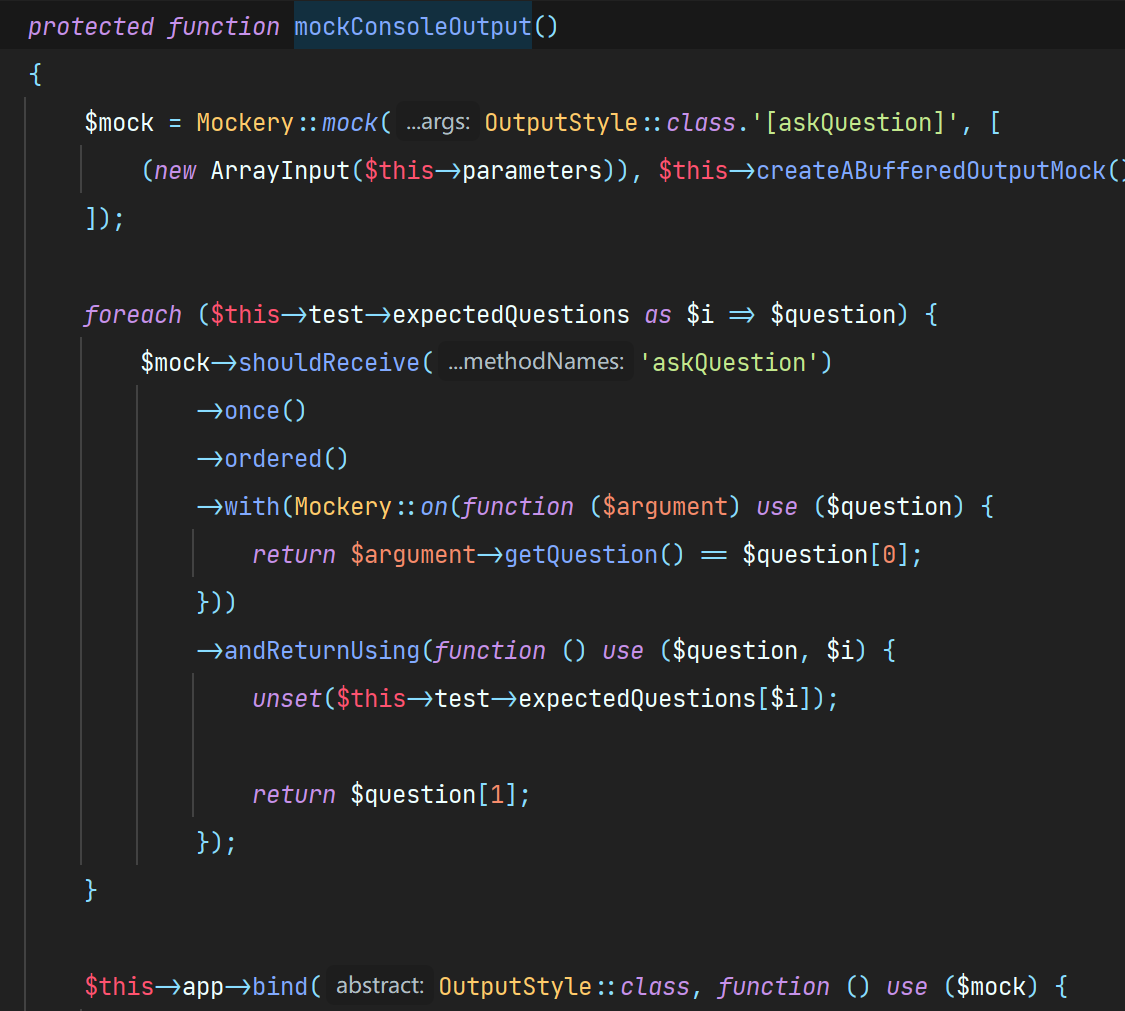 protected function mockConsoleOutput()
{
    $mock = Mockery::mock( ...args: OutputStyle::class.'[askQuestion]', [
        (new ArrayInput($this->parameters)), $this->createABufferedOutputMock()
    ]);

    foreach ($this->test->expectedQuestions as $i => $question) {
        $mock->shouldReceive( ...methodNames: 'askQuestion')
            ->once()
            ->ordered()
            ->with(Mockery::on(function ($argument) use ($question) {
                return $argument->getQuestion() == $question[0];
            }))
            ->andReturnUsing(function () use ($question, $i) {
                unset($this->test->expectedQuestions[$i]);

                return $question[1];
            });
    }

    $this->app->bind( abstract: OutputStyle::class, function () use ($mock) {